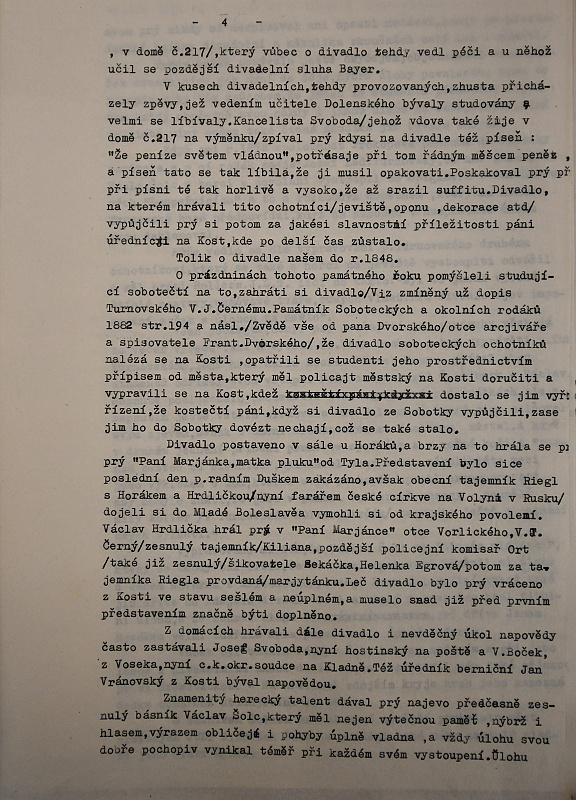 - 4 -
, v domě č.217/,který vůbec o divadlo tehdy vedl péči a u něhož
učil se pozdější divadelní sluha Bayer.
V kusech divadelních,tehdy provozovaných,zhusta přichá-
zely zpěvy,jež vedením učitele Dolenského bývaly studovány a
velmi se líbívaly.Kancelista Svoboda/jehož vdova také žije v
domě č.217 na výměnku/zpíval prý kdysi na divadle též píseň :
"Že peníze světem vládnou",potřásaje při tom řádným měšcem peněz ,
a píseň tato se tak líbila,že ji musil opakovati.Poskakoval prý př
při písni té tak horlivě a vysoko,že až srazil suffitu.Divadlo,
na kterém hrávali tito ochotníci/jeviště,oponu ,dekorace atd/
vypůjčili prý si potom za jakési slavnostní příležitosti páni
úředníci na Kost,kde po delší čas zůstalo.
Tolik o divadle našem do r.1848.
O prázdninách tohoto památného roku pomýšleli studují-
cí sobotečtí na to,zahráti si divadlo/Viz zmíněný už dopis
Turnovského V.J.Černému.Památník Soboteckých a okolních rodáků
1882 str.194 a násl./Zvědě vše od pana Dvorského/otce arcjiváře
a spisovatele Frant.Dvorského/,že divadlo soboteckých ochotníků
nalézá se na Kosti ,opatřili se studenti jeho prostřednictvím
přípisem od města,který měl policajt městský na Kosti doručiti a
vypravili se na Kost,kdež kostečtíxpánixkdyžxsi dostalo se jim vyř
řízení,že kostečtí páni,když si divadlo ze Sobotky vypůjčili,zase
jim ho do Sobotky dovézt nechají,což se také stalo.
Divadlo postaveno v sále u Horáků,a brzy na to hrála se p
prý "Paní Marjánka,matka pluku"od Tyla.Představení bylo sice
poslední den p.radním Duškem zakázáno,avšak obecní tajemník Riegl
s Horákem a Hrdličkou/nyní farářem české církve na Volyni v Rusku/
dojeli si do Mladé Boleslavěa vymohli si od krajského povolemí.
Václav Hrdlička hrál prý v "Paní Marjánce" otce Vorlického,V.J.
Černý/zesnulý tajemník/Kiliana,pozdější policejní komisař Ort
/také již zesnulý/šikovatele Sekáčka,Helenka Egrová/potom za ta-
jemníka Riegla provdaná/marjytánku.Leč divadlo bylo prý vráceno
z Kosti ve stavu sešlém a neúplném,a muselo snad již před prvním
představením značně býti doplněno.
Z domácích hrávali dále divadlo i nevděčný úkol napovědy
často zastávali Josef Svoboda,nyní hostinský na poště a V.Boček,
z Voseka,nyní c.k.okr.soudce na Kladně.Též úředník berniční Jan
Vránovský z Kosti býval napovědou.
Znamenitý herecký talent dával prý najevo předčasně zes-
nulý básník Václav Šolc,který měl nejen výtečnou paměť ,nýbrž i
hlasem,výrazem obličeje i pohyby úplně vladna ,a vždy úlohu svou
dobře pochopiv vynikal téměř při každém svém vystoupení.Úlohu